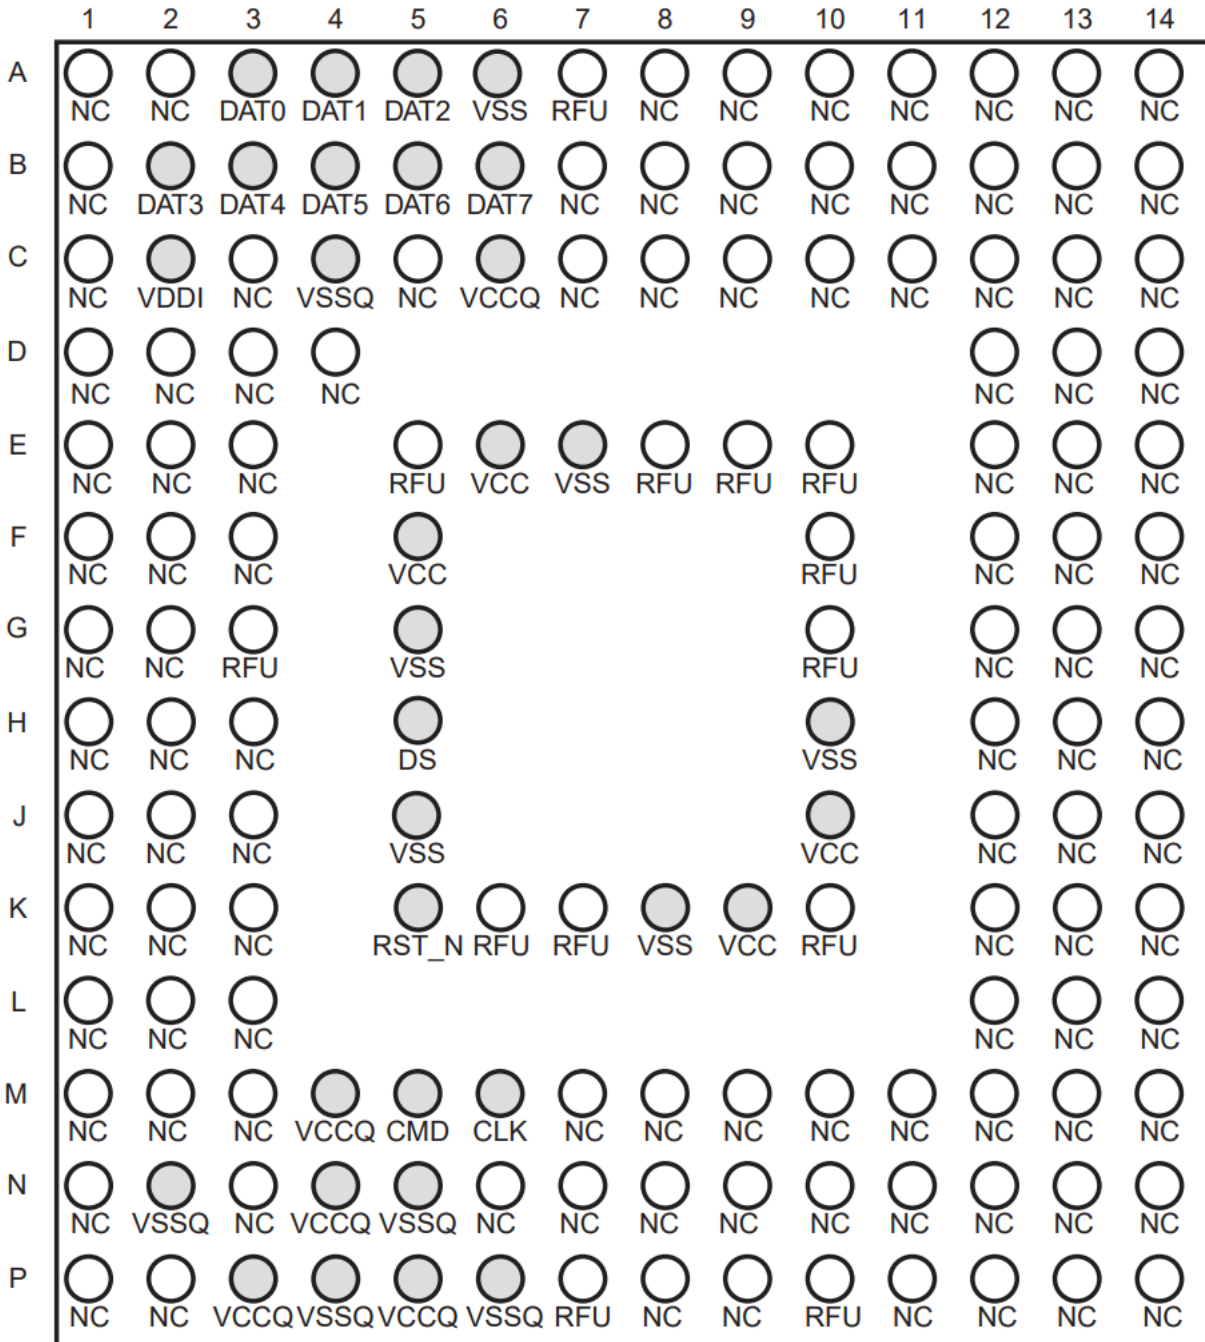 1 2 3 4 5 6 7 8 9 10 11 12 13 14
A
NC NC DAT0 DAT1 DAT2 VSS RFU NC NC NC NC NC NC NC
B
NC DAT3 DAT4 DAT5 DAT6 DAT7 NC NC NC NC NC NC NC NC
C
NC VDDI NC VSSQ NC VCCQ NC NC NC NC NC NC NC NC
D
NC NC NC NC NC NC NC
E
NC NC NC RFU VCC VSS RFU RFU RFU NC NC NC
F
NC NC NC VCC RFU NC NC NC
G
NC NC RFU VSS RFU NC NC NC
H
NC NC NC DS VSS NC NC NC
J
NC NC NC VSS VCC NC NC NC
K
NC NC NC RST_N RFU RFU VSS VCC RFU NC NC NC
L
NC NC NC NC NC NC
M
NC NC NC VCCQ CMD CLK NC NC NC NC NC NC NC NC
N
NC VSSQ NC VCCQ VSSQ NC NC NC NC NC NC NC NC NC
P
NC NC VCCQ VSSQ VCCQ VSSQ RFU NC NC RFU NC NC NC NC